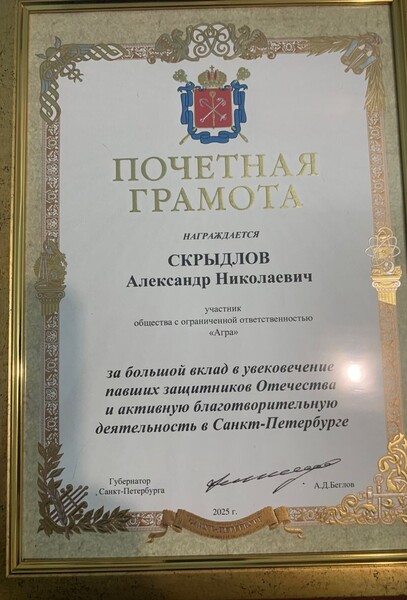 ПОЧЕТНАЯ
ГРАМОТА
НАГРАЖДАЕТСЯ
СКРЫДЛОВ
Александр Николаевич
участник
общества с ограниченной ответственностью
«Агра»
за большой вклад в увековечение
павших защитников Отечества
и активную благотворительную
деятельность в Санкт-Петербурге
Губернатор
Санкт-Петербурга
А.Д.Беглов
2025 г.